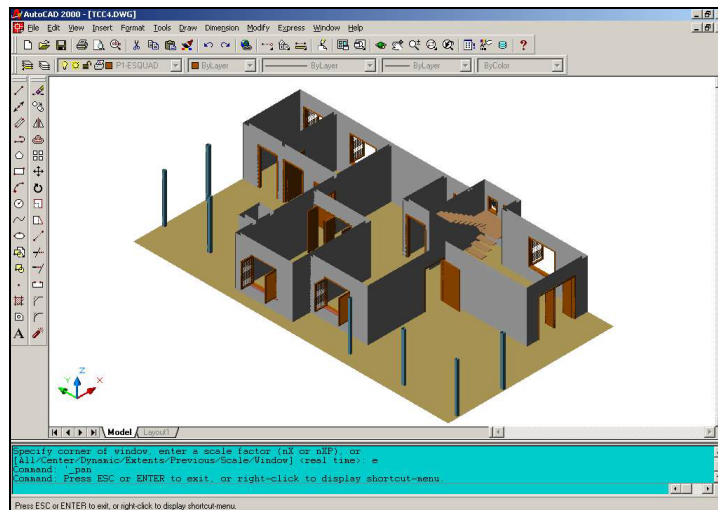 AutoCAD 2000 - [TCC4.DWG]
File Edit View Insert Format Tools Draw Dimension Modify Express Window Help
P1-ESQUAD ByLayer ByLayer ByLayer ByColor
A
Y Z X
Model Layout1
Specify corner of window, enter a scale factor (nX or nXP), or
[All/Center/Dynamic/Extents/Previous/Scale/Window] <real time>: e
Command: '_pan
Command: Press ESC or ENTER to exit, or right-click to display shortcut-menu.
Press ESC or ENTER to exit, or right-click to display shortcut-menu.